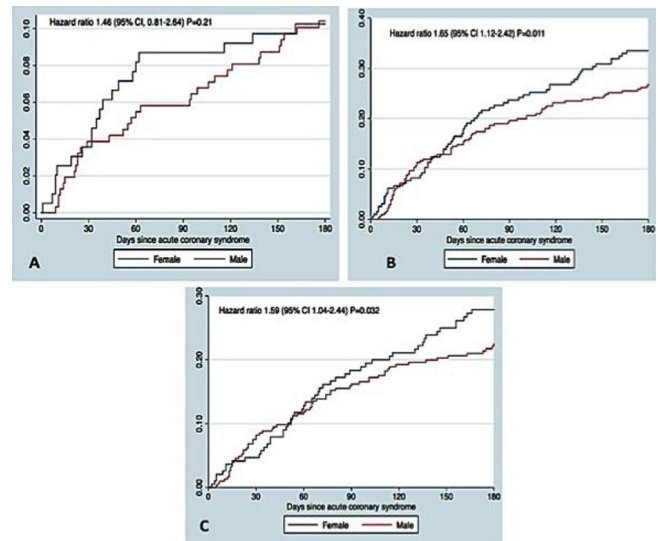 Hazard ratio 1.46 (95% CI, 0.81-2.64) P=0.21
0.10
0.08
0.06
0.04
0.02
0.00
0 30 60 90 120 150 180
Days since acute coronary syndrome
Female Male
A
Hazard ratio 1.65 (95% CI 1.12-2.42) P=0.011
0.40
0.30
0.20
0.10
0.00
0 30 60 90 120 150 180
Days since acute coronary syndrome
Female Male
B
Hazard ratio 1.59 (95% CI 1.04-2.44) P=0.032
0.30
0.20
0.10
0.00
0 30 60 90 120 150 180
Days since acute coronary syndrome
Female Male
C